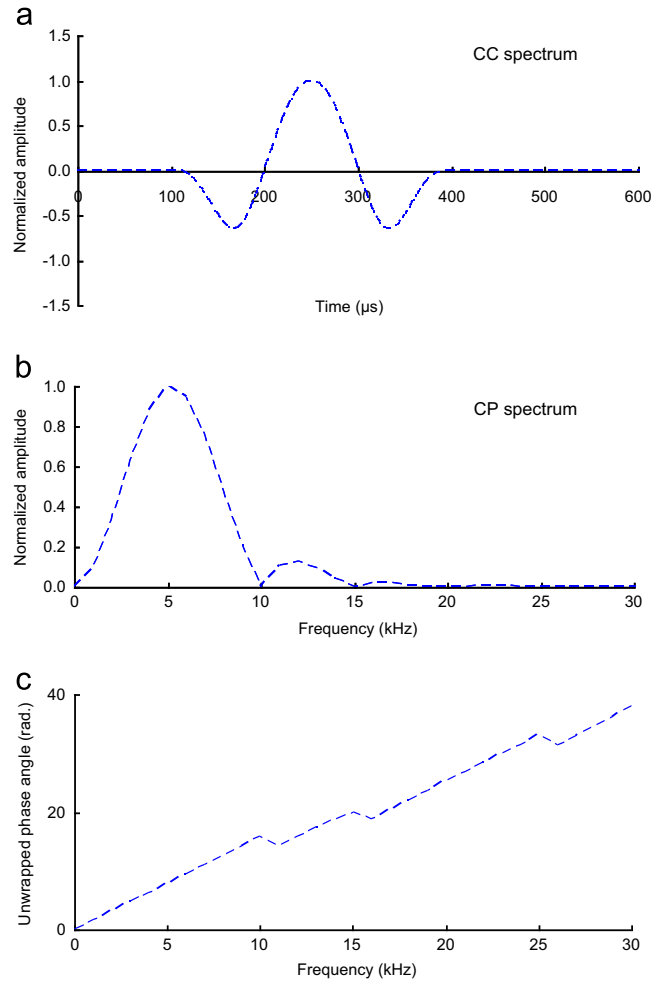 a
1.5
CC spectrum
1.0
0.5
0.0
0 100 200 300 400 500 600
-0.5
-1.0
-1.5
Normalized amplitude
Time (µs)
b
1.0
CP spectrum
0.8
0.6
0.4
0.2
0.0
Normalized amplitude
0 5 10 15 20 25 30
Frequency (kHz)
c
40
20
0
Unwrapped phase angle (rad.)
0 5 10 15 20 25 30
Frequency (kHz)